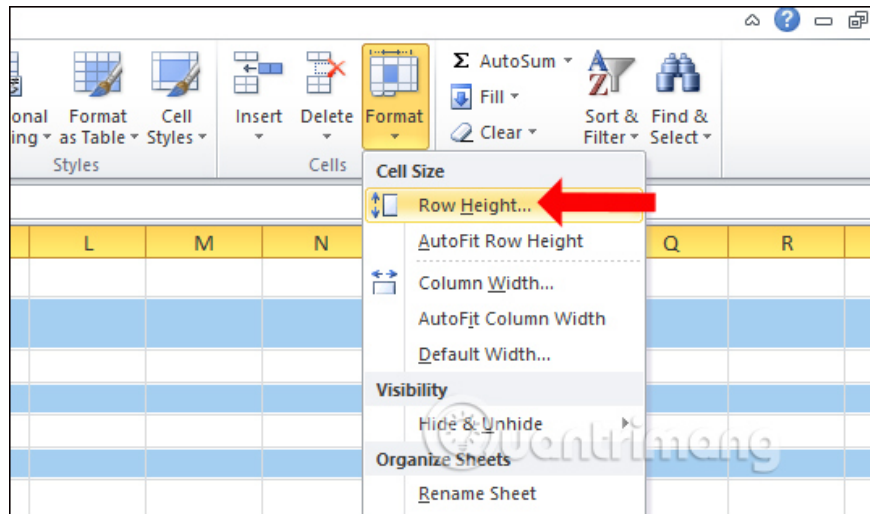 AutoSum
Fill
Clear
onal
ing
Format
as Table
Cell
Styles
Insert
Delete
Format
Sort &
Filter
Find &
Select
Styles
Cells
Cell Size
Row Height...
AutoFit Row Height
Column Width...
AutoFit Column Width
Default Width...
Visibility
Hide & Unhide
Organize Sheets
Rename Sheet
L M N Q R
Quantrimang